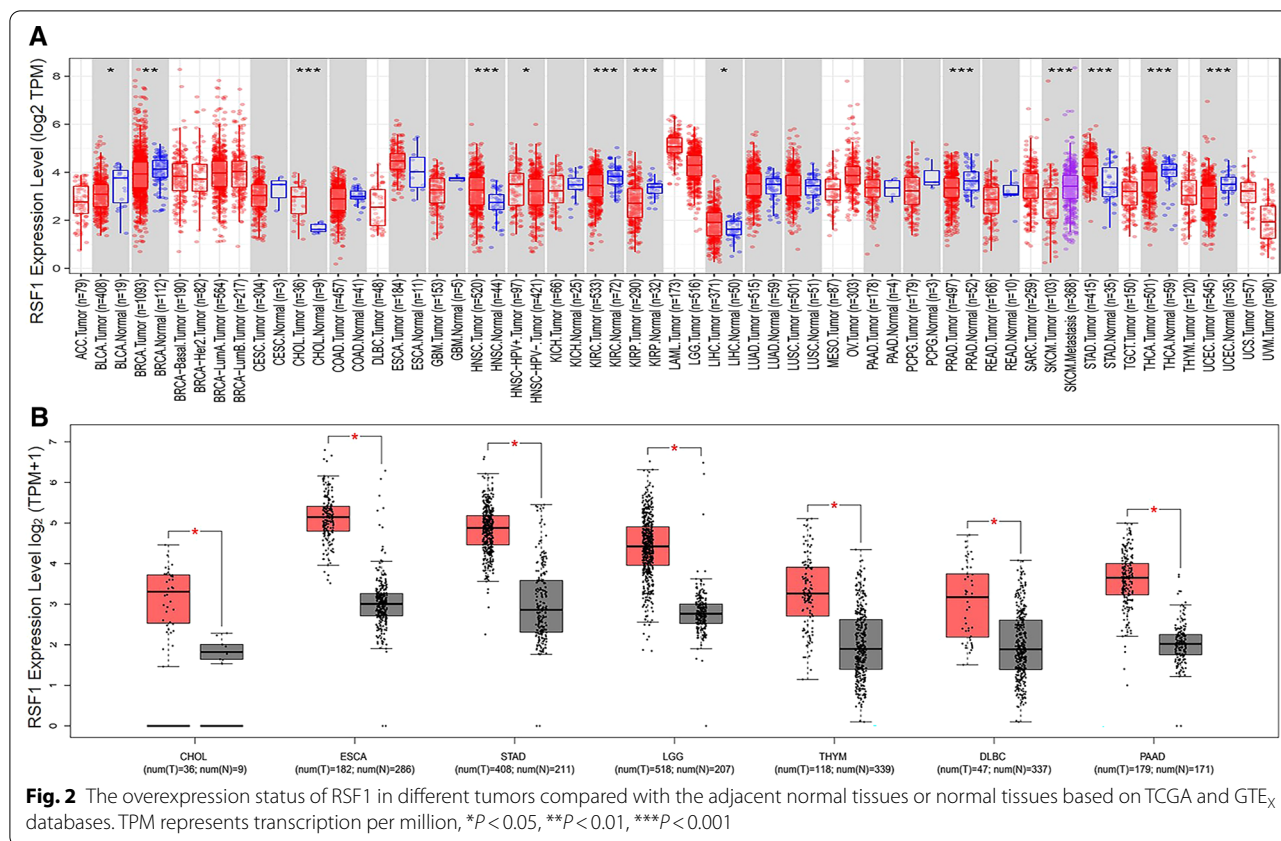 A
* ** *** *** * *** *** * *** *** *** *** ***
RSF1 Expression Level (log2 TPM)
8
6
4
2
0
ACC.Tumor (n=79)
BLCA.Tumor (n=408)
BLCA.Normal (n=19)
BRCA.Tumor (n=1093)
BRCA.Normal (n=112)
BRCA-Basal.Tumor (n=190)
BRCA-Her2.Tumor (n=82)
BRCA-LumA.Tumor (n=564)
BRCA-LumB.Tumor (n=217)
CESC.Tumor (n=304)
CESC.Normal (n=3)
CHOL.Tumor (n=36)
CHOL.Normal (n=9)
COAD.Tumor (n=457)
COAD.Normal (n=41)
DLBC.Tumor (n=48)
ESCA.Tumor (n=184)
ESCA.Normal (n=11)
GBM.Tumor (n=153)
GBM.Normal (n=5)
HNSC.Tumor (n=520)
HNSC.Normal (n=44)
HNSC-HPV+.Tumor (n=97)
HNSC-HPV-.Tumor (n=421)
KICH.Tumor (n=66)
KICH.Normal (n=25)
KIRC.Tumor (n=533)
KIRC.Normal (n=72)
KIRP.Tumor (n=290)
KIRP.Normal (n=32)
LAML.Tumor (n=173)
LGG.Tumor (n=516)
LIHC.Tumor (n=371)
LIHC.Normal (n=50)
LUAD.Tumor (n=515)
LUAD.Normal (n=59)
LUSC.Tumor (n=501)
LUSC.Normal (n=51)
MESO.Tumor (n=87)
OV.Tumor (n=303)
PAAD.Tumor (n=178)
PAAD.Normal (n=4)
PCPG.Tumor (n=179)
PCPG.Normal (n=3)
PRAD.Tumor (n=497)
PRAD.Normal (n=52)
READ.Tumor (n=166)
READ.Normal (n=10)
SARC.Tumor (n=259)
SKCM.Tumor (n=103)
SKCM.Metastasis (n=368)
STAD.Tumor (n=415)
STAD.Normal (n=35)
TGCT.Tumor (n=150)
THCA.Tumor (n=501)
THCA.Normal (n=59)
THYM.Tumor (n=120)
UCEC.Tumor (n=545)
UCEC.Normal (n=35)
UCS.Tumor (n=57)
UVM.Tumor (n=80)
B
RSF1 Expression Level log2 (TPM+1)
7
6
5
4
3
2
1
0
* * * * * * *
CHOL ESCA STAD LGG THYM DLBC PAAD
(num(T)=36; num(N)=9) (num(T)=182; num(N)=286) (num(T)=408; num(N)=211) (num(T)=518; num(N)=207) (num(T)=118; num(N)=339) (num(T)=47; num(N)=337) (num(T)=179; num(N)=171)
Fig. 2 The overexpression status of RSF1 in different tumors compared with the adjacent normal tissues or normal tissues based on TCGA and GTEX
databases. TPM represents transcription per million, *P < 0.05, **P < 0.01, ***P < 0.001